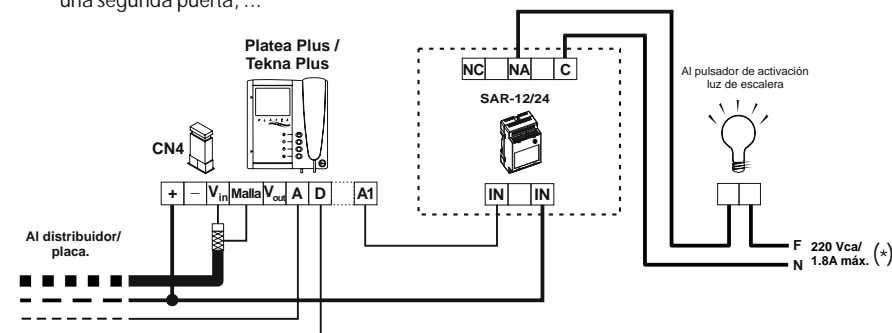 una segunda puerta, ...
Platea Plus /
Tekna Plus
CN4
NC NA C
SAR-12/24
Al pulsador de activación
luz de escalera
+ – Vin Malla Vout A D A1
IN IN
Al distribuidor/
placa.
F 220 Vca/
N 1.8A máx. (*)